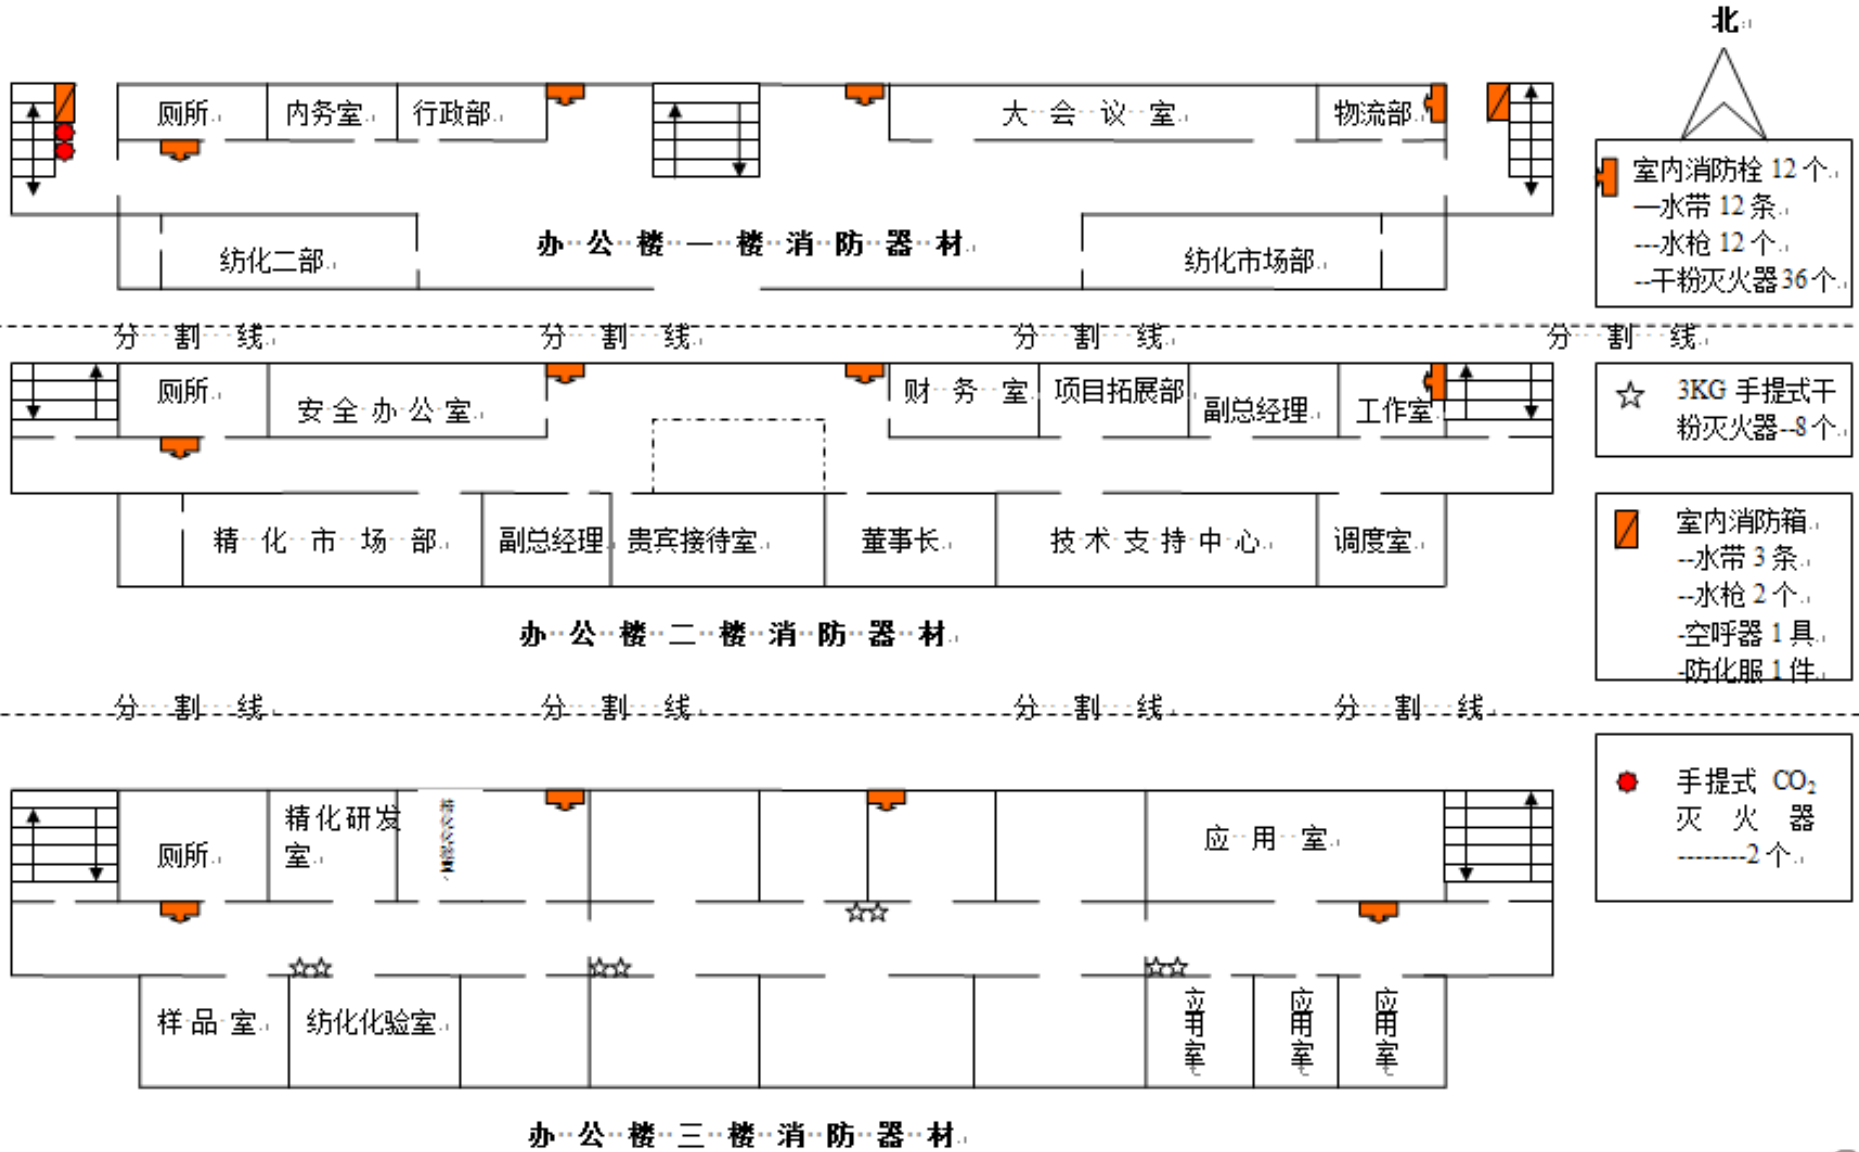 北
厕所
内务室
行政部
大会议室
物流部
纺化二部
办公楼一楼消防器材
纺化市场部
室内消防栓 12 个
—水带 12 条
---水枪 12 个
--干粉灭火器 36 个
分割线
分割线
分割线
分割线
厕所
安全办公室
财务室
项目拓展部
副总经理
工作室
3KG 手提式干
粉灭火器--8 个
精化市场部
副总经理
贵宾接待室
董事长
技术支持中心
调度室
室内消防箱
--水带 3 条
--水枪 2 个
-空呼器 1 具
-防化服 1 件
办公楼二楼消防器材
分割线
分割线
分割线
分割线
厕所
精化研发
室
精化化验室
应用室
手提式 CO₂
灭火器
--------2 个
样品室
纺化化验室
应用室
应用室
应用室
办公楼三楼消防器材